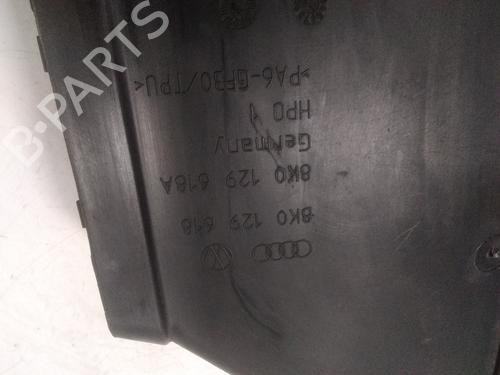 8K0 129 618
8K0 129 618A
Germany
HPO 1
>PA6-GF30/TPU<
B-PARTS